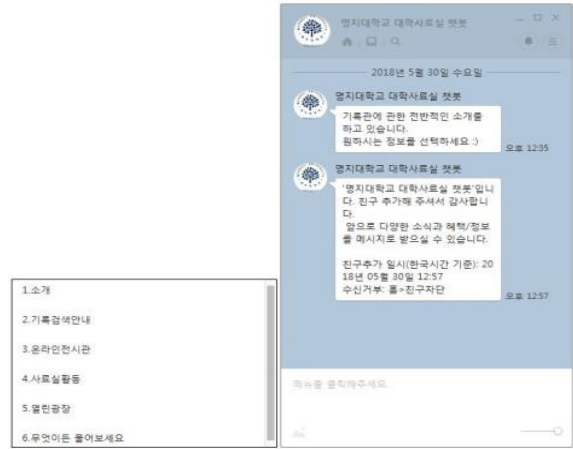 명지대학교 대학사료실 챗봇
2018년 5월 30일 수요일
명지대학교 대학사료실 챗봇
기록관에 관한 전반적인 소개를
하고 있습니다.
원하시는 정보를 선택하세요 :)
오후 12:35
명지대학교 대학사료실 챗봇
'명지대학교 대학사료실 챗봇'입니
다. 친구 추가해 주셔서 감사합니
다.
앞으로 다양한 소식과 혜택/정보
를 메시지로 받으실 수 있습니다.
친구추가 일시(한국시간 기준): 20
18년 05월 30일 12:57
수신거부: 홈>친구차단
오후 12:57
메뉴를 클릭해주세요.
1.소개
2.기록검색안내
3.온라인전시관
4.사료실활동
5.열린광장
6.무엇이든 물어보세요